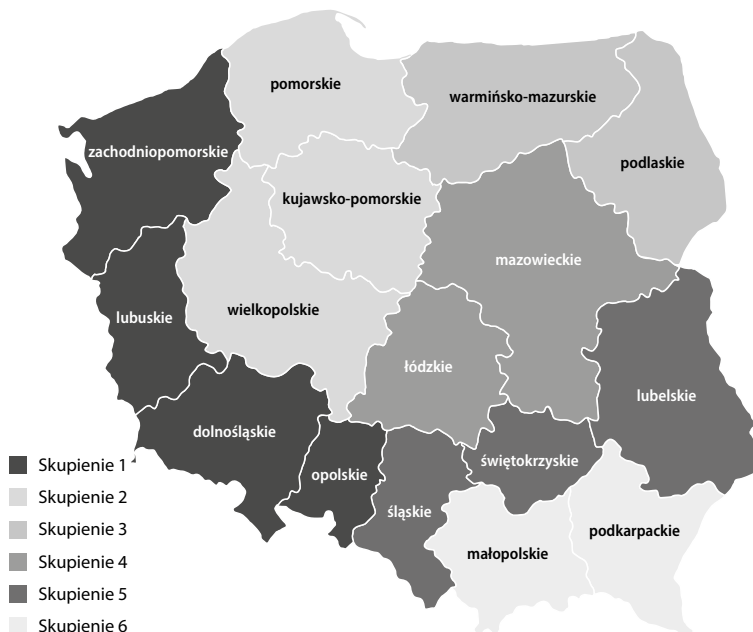 pomorskie
warmińsko-mazurskie
zachodniopomorskie
podlaskie
kujawsko-pomorskie
mazowieckie
lubuskie
wielkopolskie
łódzkie
lubelskie
dolnośląskie
opolskie
świętokrzyskie
śląskie
małopolskie
podkarpackie
Skupienie 1
Skupienie 2
Skupienie 3
Skupienie 4
Skupienie 5
Skupienie 6